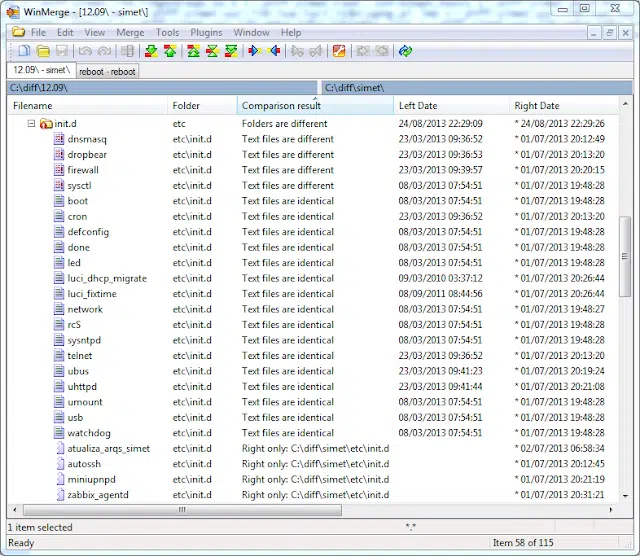 WinMerge - [12.09\ - simet\]
File Edit View Merge Tools Plugins Window Help
12.09\ - simet\ reboot - reboot
C:\diff\12.09\ C:\diff\simet\
Filename Folder Comparison result Left Date Right Date
init.d etc Folders are different 24/08/2013 22:29:09 * 24/08/2013 22:29:26
dnsmasq etc\init.d Text files are different 23/03/2013 09:36:52 * 01/07/2013 20:12:49
dropbear etc\init.d Text files are different 23/03/2013 09:36:53 * 01/07/2013 20:13:20
firewall etc\init.d Text files are different 23/03/2013 09:39:57 * 01/07/2013 20:20:15
sysctl etc\init.d Text files are different 08/03/2013 07:54:51 * 01/07/2013 19:48:28
boot etc\init.d Text files are identical 08/03/2013 07:54:51 * 01/07/2013 19:48:28
cron etc\init.d Text files are identical 23/03/2013 09:36:52 * 01/07/2013 20:13:20
defconfig etc\init.d Text files are identical 08/03/2013 07:54:51 * 01/07/2013 19:48:28
done etc\init.d Text files are identical 08/03/2013 07:54:51 * 01/07/2013 19:48:28
led etc\init.d Text files are identical 08/03/2013 07:54:51 * 01/07/2013 19:48:28
luci_dhcp_migrate etc\init.d Text files are identical 09/03/2010 03:37:12 * 01/07/2013 20:26:44
luci_fixtime etc\init.d Text files are identical 08/09/2011 08:44:56 * 01/07/2013 20:26:44
network etc\init.d Text files are identical 08/03/2013 07:54:51 * 01/07/2013 19:48:27
rcS etc\init.d Text files are identical 08/03/2013 07:54:51 * 01/07/2013 19:48:28
sysntpd etc\init.d Text files are identical 08/03/2013 07:54:51 * 01/07/2013 19:48:28
telnet etc\init.d Text files are identical 23/03/2013 09:36:52 * 01/07/2013 20:13:20
ubus etc\init.d Text files are identical 23/03/2013 09:41:23 * 01/07/2013 20:19:24
uhttpd etc\init.d Text files are identical 23/03/2013 09:41:44 * 01/07/2013 20:21:08
umount etc\init.d Text files are identical 08/03/2013 07:54:51 * 01/07/2013 19:48:28
usb etc\init.d Text files are identical 08/03/2013 07:54:51 * 01/07/2013 19:48:28
watchdog etc\init.d Text files are identical 08/03/2013 07:54:51 * 01/07/2013 19:48:28
atualiza_arqs_simet etc\init.d Right only: C:\diff\simet\etc\init.d * 02/07/2013 06:58:34
autossh etc\init.d Right only: C:\diff\simet\etc\init.d * 01/07/2013 20:12:45
miniupnpd etc\init.d Right only: C:\diff\simet\etc\init.d * 01/07/2013 20:21:19
zabbix_agentd etc\init.d Right only: C:\diff\simet\etc\init.d * 01/07/2013 20:31:21
1 item selected *.*
Ready Item 58 of 115